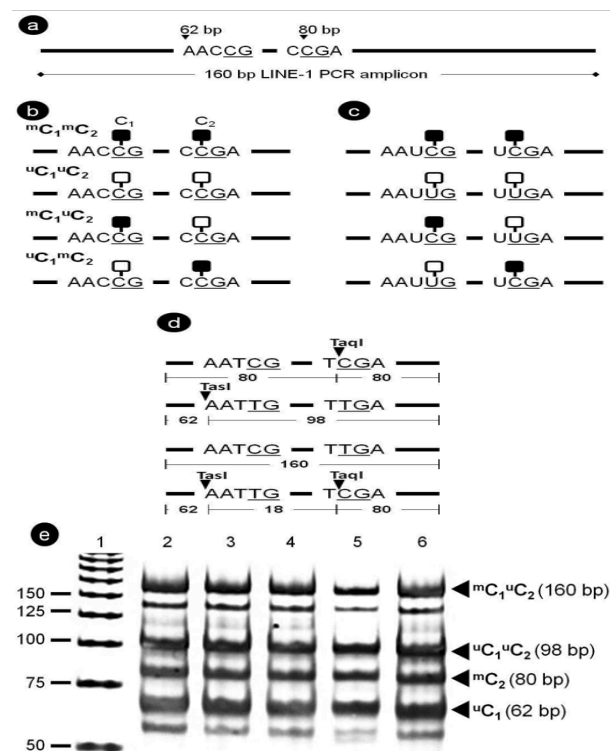 a
62 bp 80 bp
AACCG CCGA
160 bp LINE-1 PCR amplicon
b
C₁ C₂
ᵐC₁ᵐC₂
AACCG CCGA
ᵘC₁ᵘC₂
AACCG CCGA
ᵐC₁ᵘC₂
AACCG CCGA
ᵘC₁ᵐC₂
AACCG CCGA
c
AAUCG UCGA
AAUUG UUGA
AAUCG UUGA
AAUUG UCGA
d
TaqI
AATCG TCGA
80 80
TasI
AATTG TTGA
62 98
AATCG TTGA
160
TasI TaqI
AATTG TCGA
62 18 80
e
1 2 3 4 5 6
150
125
100
75
50
ᵐC₁ᵘC₂ (160 bp)
ᵘC₁ᵘC₂ (98 bp)
ᵐC₂ (80 bp)
ᵘC₁ (62 bp)